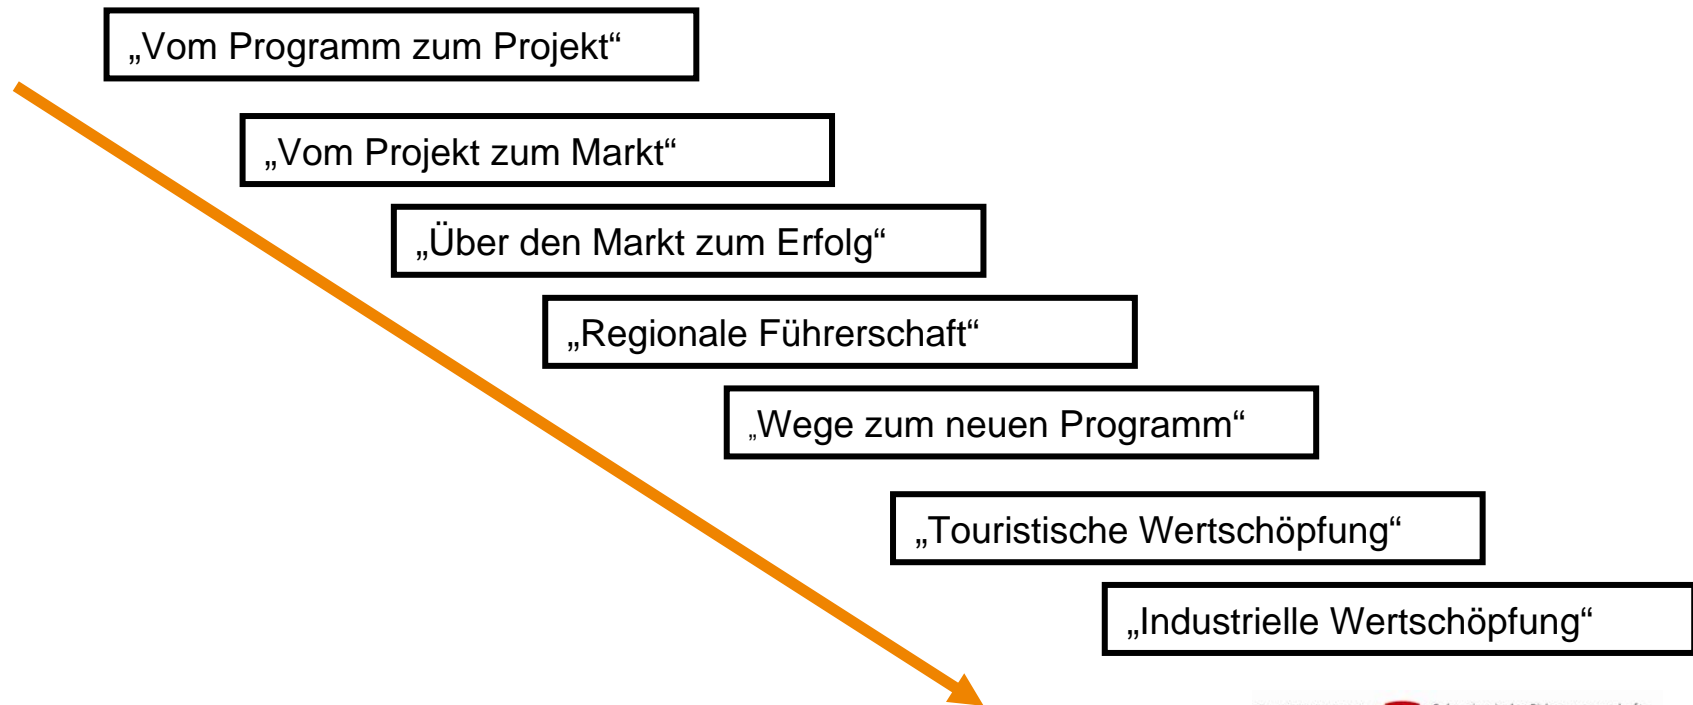 „Vom Programm zum Projekt“
„Vom Projekt zum Markt“
„Über den Markt zum Erfolg“
„Regionale Führerschaft“
„Wege zum neuen Programm“
„Touristische Wertschöpfung“
„Industrielle Wertschöpfung“